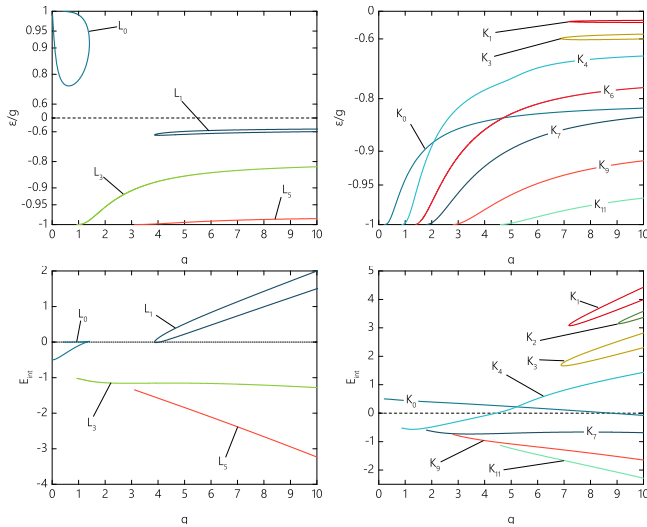 1
0.95
0.9
0.8
0.6
0
-0.6
-0.8
-0.9
-0.95
-1
ε/g
L0
L1
L3
L5
0 1 2 3 4 5 6 7 8 9 10
g
0
-0.6
-0.8
-0.9
-0.95
-1
ε/g
K1
K3
K4
K0
K6
K7
K9
K11
0 1 2 3 4 5 6 7 8 9 10
g
2
1
0
-1
-2
-3
-4
Eint
L0
L1
L3
L5
0 1 2 3 4 5 6 7 8 9 10
g
5
4
3
2
1
0
-1
-2
Eint
K1
K2
K3
K4
K0
K7
K9
K11
0 1 2 3 4 5 6 7 8 9 10
g